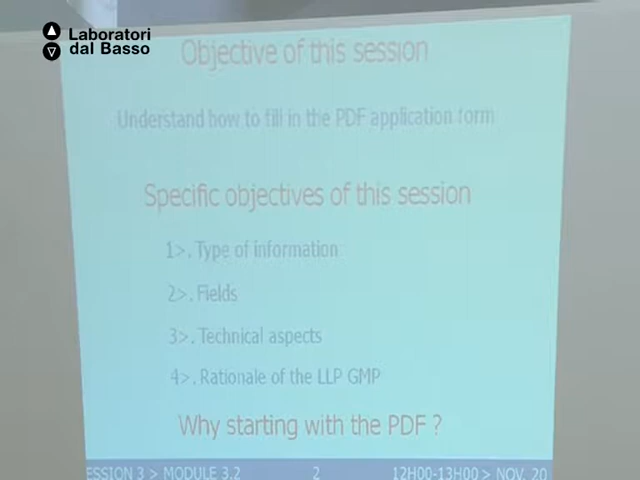 Laboratori
dal Basso
Objective of this session
Understand how to fill in the PDF application form
Specific objectives of this session
1>. Type of information
2>. Fields
3>. Technical aspects
4>. Rationale of the LLP GMP
Why starting with the PDF ?
ESSION 3 > MODULE 3.2 2 12H00-13H00 > NOV. 20